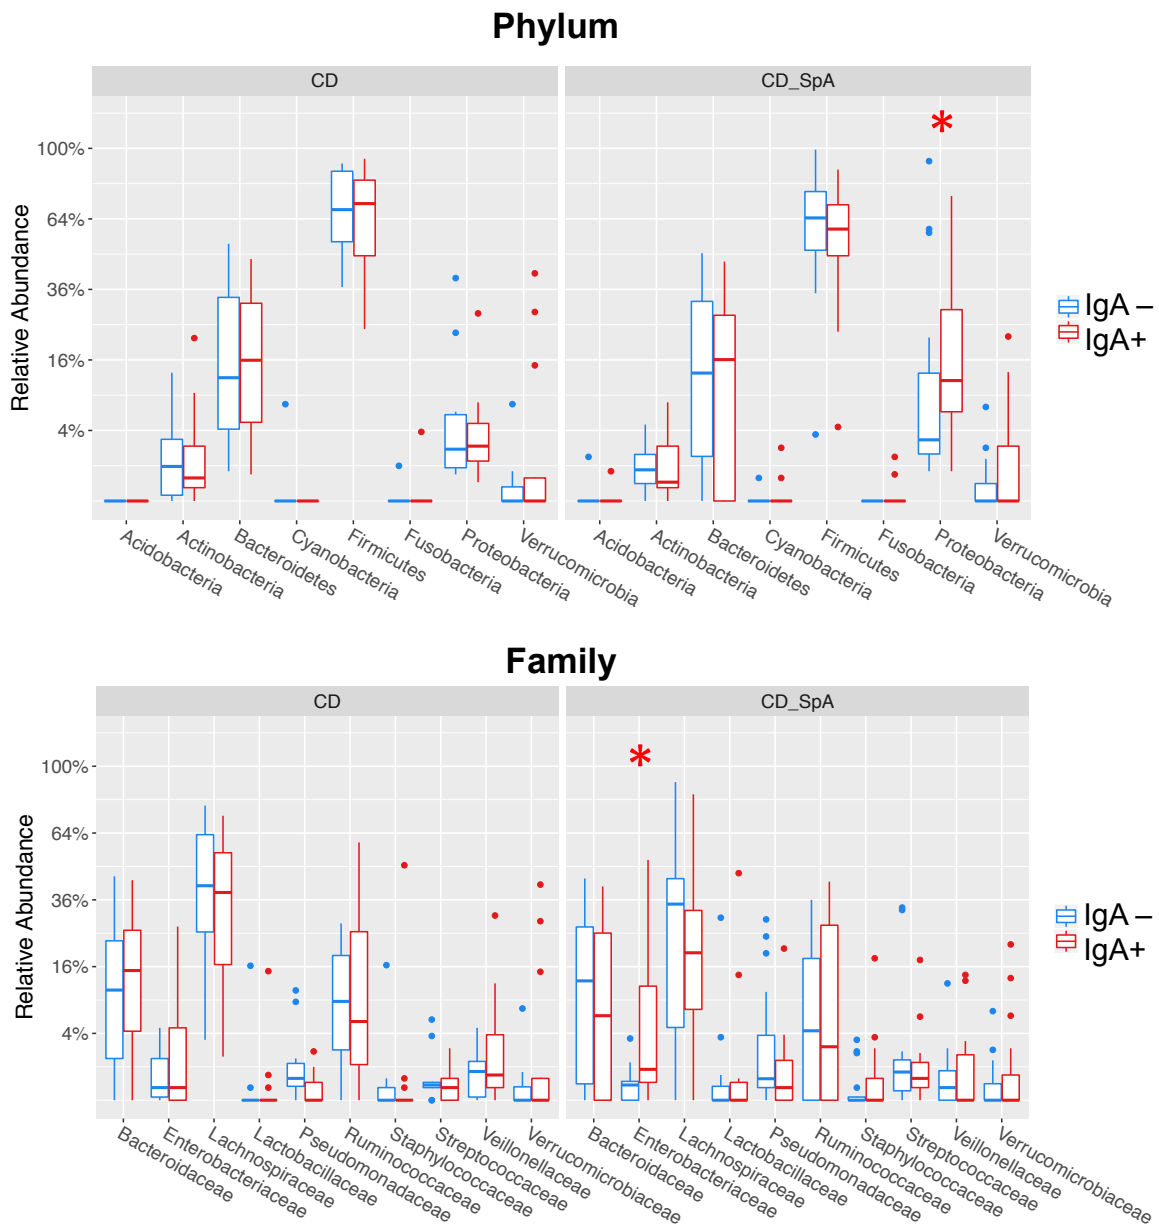 Phylum
CD
CD_SpA
*
100%
64%
36%
16%
4%
Relative Abundance
Acidobacteria
Actinobacteria
Bacteroidetes
Cyanobacteria
Firmicutes
Fusobacteria
Proteobacteria
Verrucomicrobia
Acidobacteria
Actinobacteria
Bacteroidetes
Cyanobacteria
Firmicutes
Fusobacteria
Proteobacteria
Verrucomicrobia
IgA –
IgA+
Family
CD
CD_SpA
*
100%
64%
36%
16%
4%
Relative Abundance
Bacteroidaceae
Enterobacteriaceae
Lachnospiraceae
Lactobacillaceae
Pseudomonadaceae
Ruminococcaceae
Staphylococcaceae
Streptococcaceae
Veillonellaceae
Verrucomicrobiaceae
Bacteroidaceae
Enterobacteriaceae
Lachnospiraceae
Lactobacillaceae
Pseudomonadaceae
Ruminococcaceae
Staphylococcaceae
Streptococcaceae
Veillonellaceae
Verrucomicrobiaceae
IgA –
IgA+